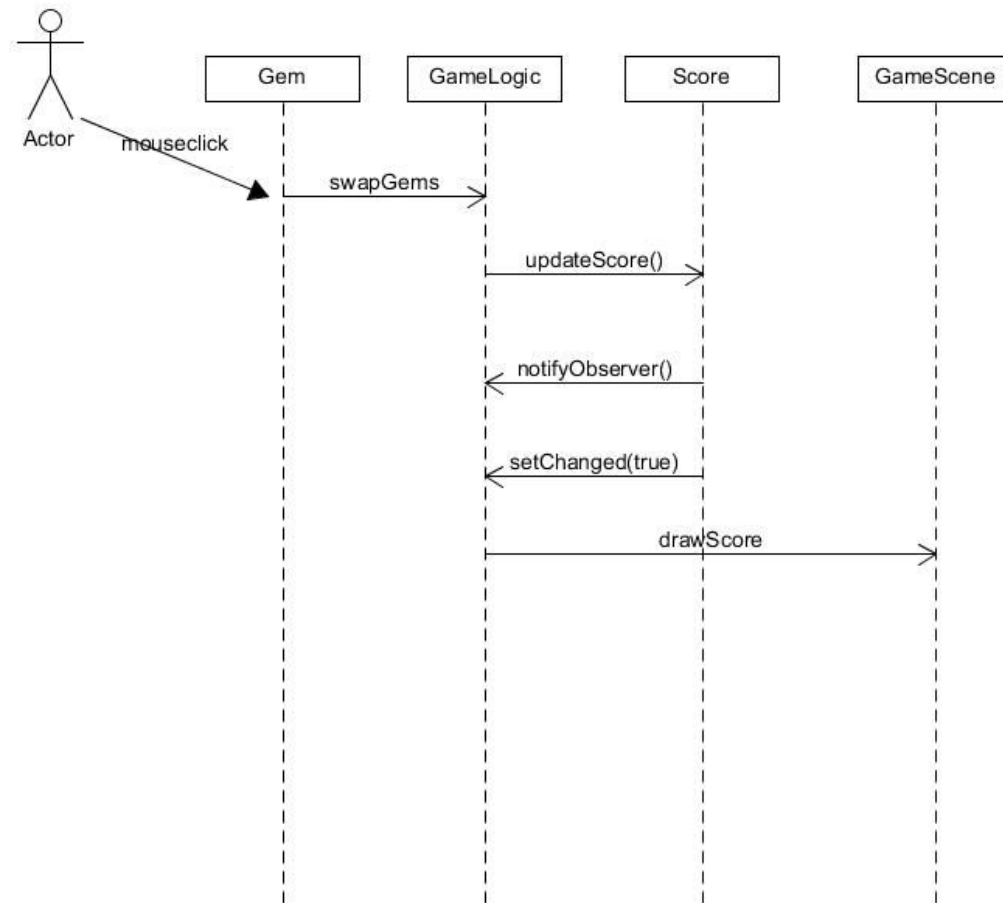 Gem
GameLogic
Score
GameScene
Actor
mouseclick
swapGems
updateScore()
notifyObserver()
setChanged(true)
drawScore